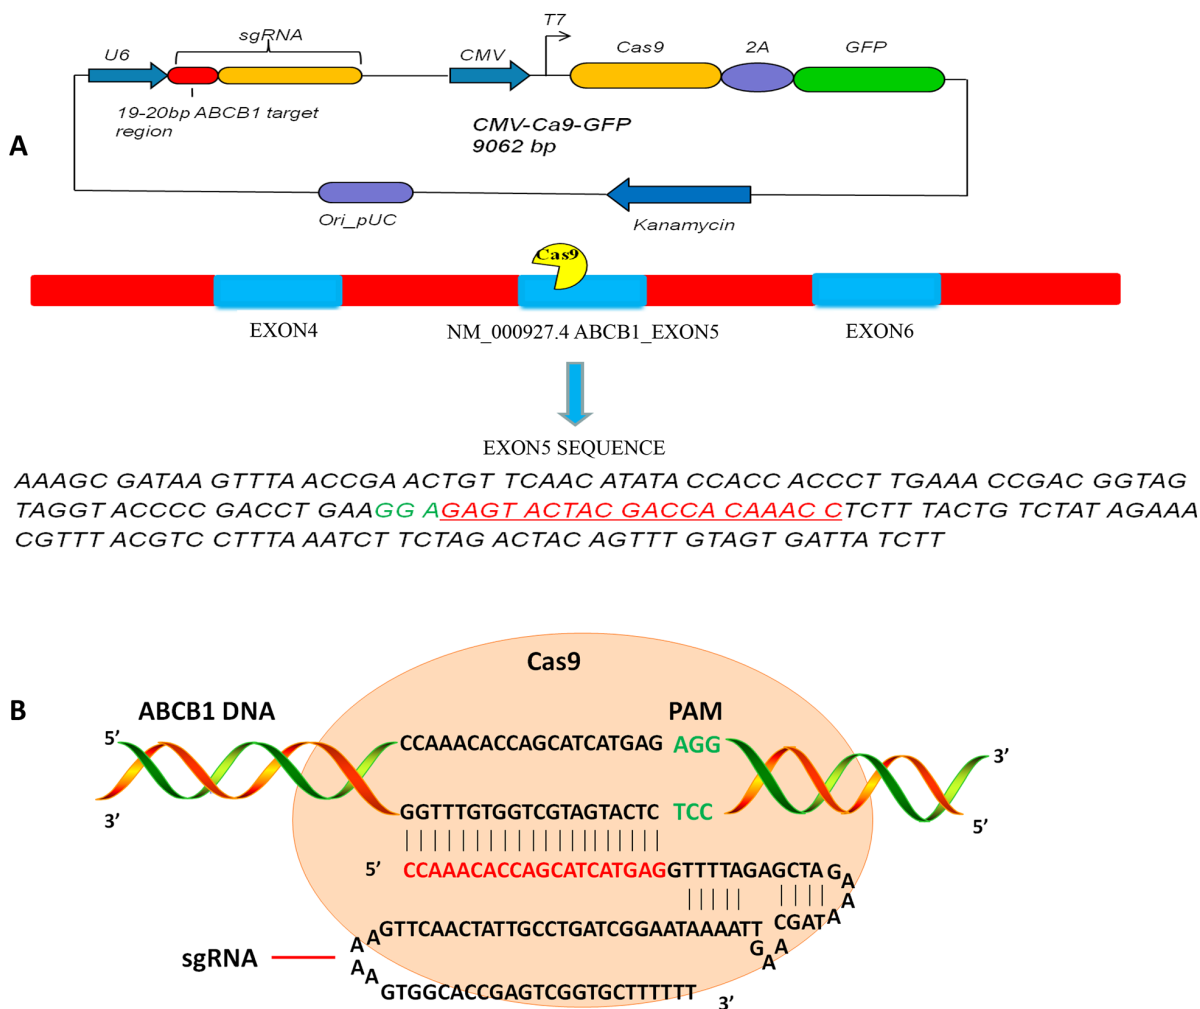 T7
U6
sgRNA
CMV
Cas9
2A
GFP
19-20bp ABCB1 target
region
CMV-Ca9-GFP
9062 bp
A
Ori_pUC
Kanamycin
Cas9
EXON4
NM_000927.4 ABCB1_EXON5
EXON6
EXON5 SEQUENCE
AAAGC GATAA GTTTA ACCGA ACTGT TCAAC ATATA CCACC ACCCT TGAAA CCGAC GGTAG
TAGGT ACCCC GACCT GAAGG AGAGT ACTAC GACCA CAAAC CTCTT TACTG TCTAT AGAAA
CGTTT ACGTC CTTTA AATCT TCTAG ACTAC AGTTT GTAGT GATTA TCTT
Cas9
B
ABCB1 DNA
PAM
5’
CCAAACACCAGCATCATGAG AGG
3’
3’
GGTTTGTGGTCGTAGTACTC TCC
5’
5’ CCAAACACCAGCATCATGAGGTTTTAGAGCTAGAAA
AAGTTCAACTATTGCCTGATCGGAATAAAATTGAACGAT
sgRNA
AAGTGGCACCGAGTCGGTGCTTTTTT
3’